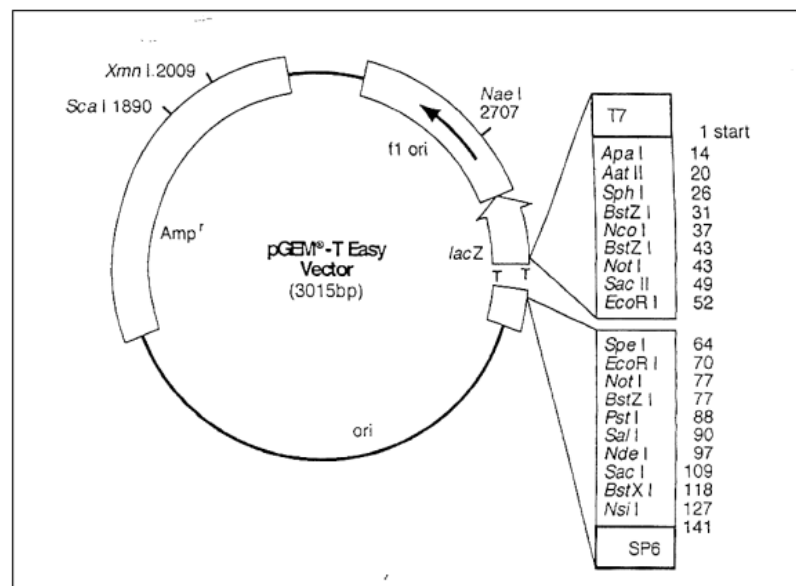 Xmn I.2009
Sca I 1890
Nae I
2707
f1 ori
Amp r
pGEM®-T Easy
Vector
(3015bp)
lacZ
T T
ori
T7
1 start
Apa I 14
Aat II 20
Sph I 26
BstZ I 31
Nco I 37
BstZ I 43
Not I 43
Sac II 49
EcoR I 52
Spe I 64
EcoR I 70
Not I 77
BstZ I 77
Pst I 88
Sal I 90
Nde I 97
Sac I 109
BstX I 118
Nsi I 127
141
SP6